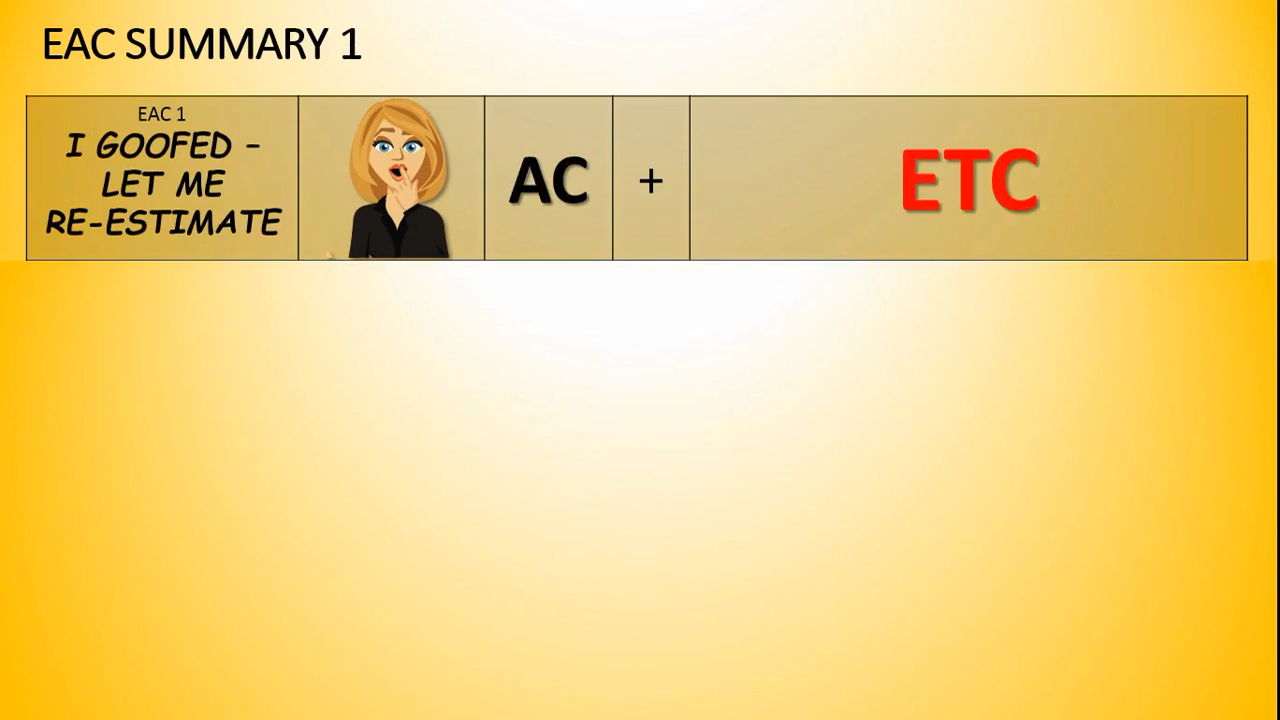 EAC SUMMARY 1
EAC 1
I GOOFED –
LET ME
RE-ESTIMATE
AC
+
ETC